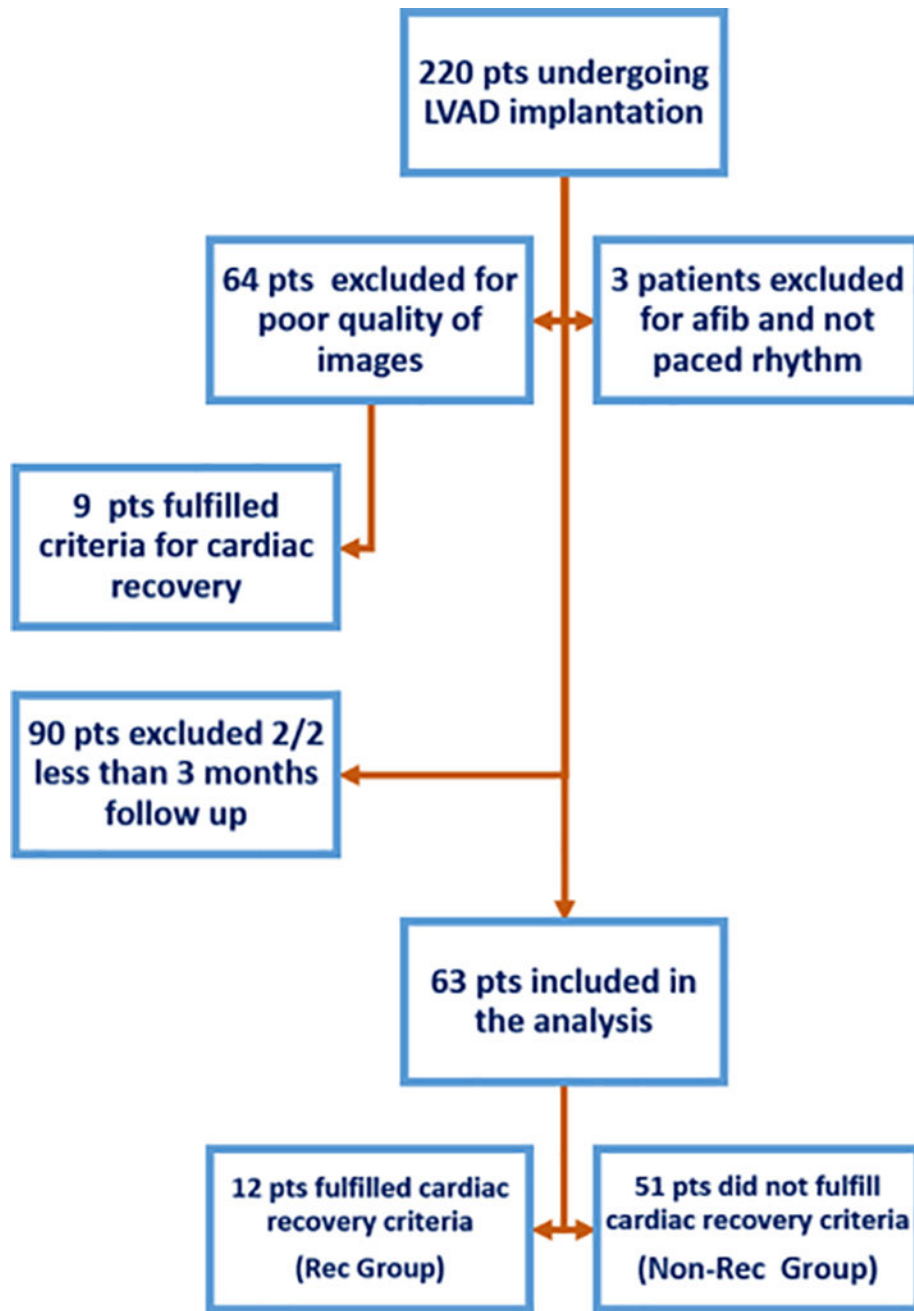 220 pts undergoing
LVAD implantation
64 pts excluded for
poor quality of
images
3 patients excluded
for afib and not
paced rhythm
9 pts fulfilled
criteria for cardiac
recovery
90 pts excluded 2/2
less than 3 months
follow up
63 pts included in
the analysis
12 pts fulfilled cardiac
recovery criteria
(Rec Group)
51 pts did not fulfill
cardiac recovery criteria
(Non-Rec Group)